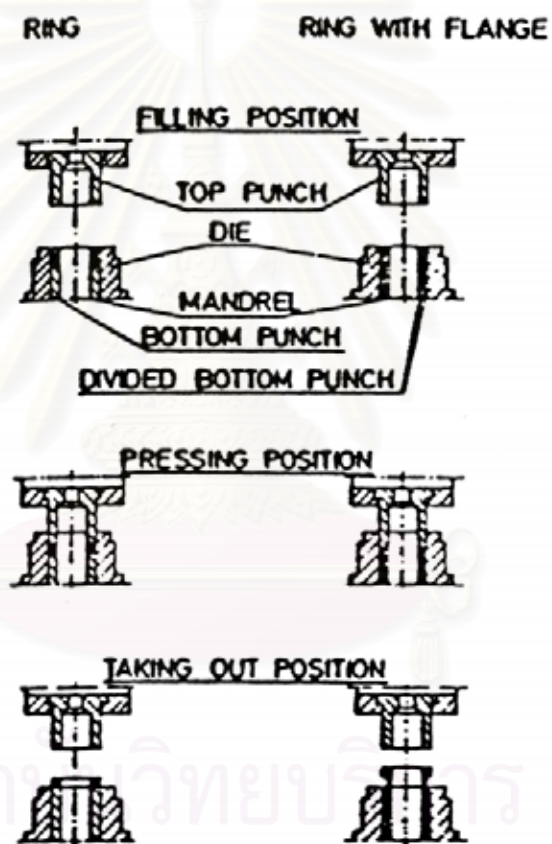 RING RING WITH FLANGE
FILLING POSITION
TOP PUNCH
DIE
MANDREL
BOTTOM PUNCH
DIVIDED BOTTOM PUNCH
PRESSING POSITION
TAKING OUT POSITION